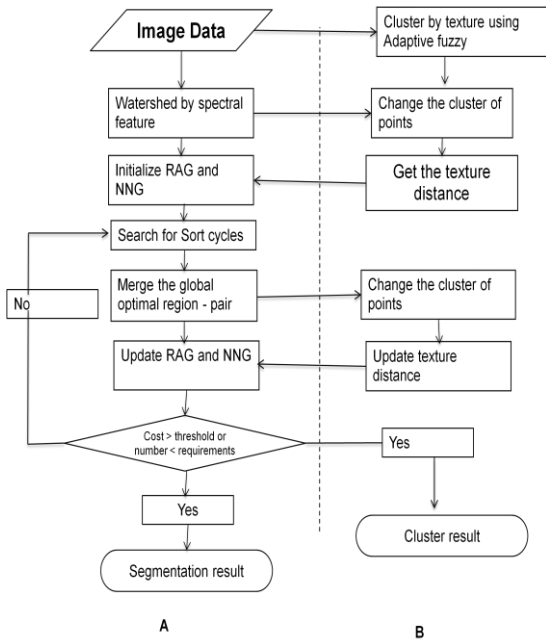 Image Data
Cluster by texture using
Adaptive fuzzy
Watershed by spectral
feature
Change the cluster of
points
Initialize RAG and
NNG
Get the texture
distance
Search for Sort cycles
No
Merge the global
optimal region - pair
Change the cluster of
points
Update RAG and NNG
Update texture
distance
Cost > threshold or
number < requirements
Yes
Yes
Cluster result
Segmentation result
A
B